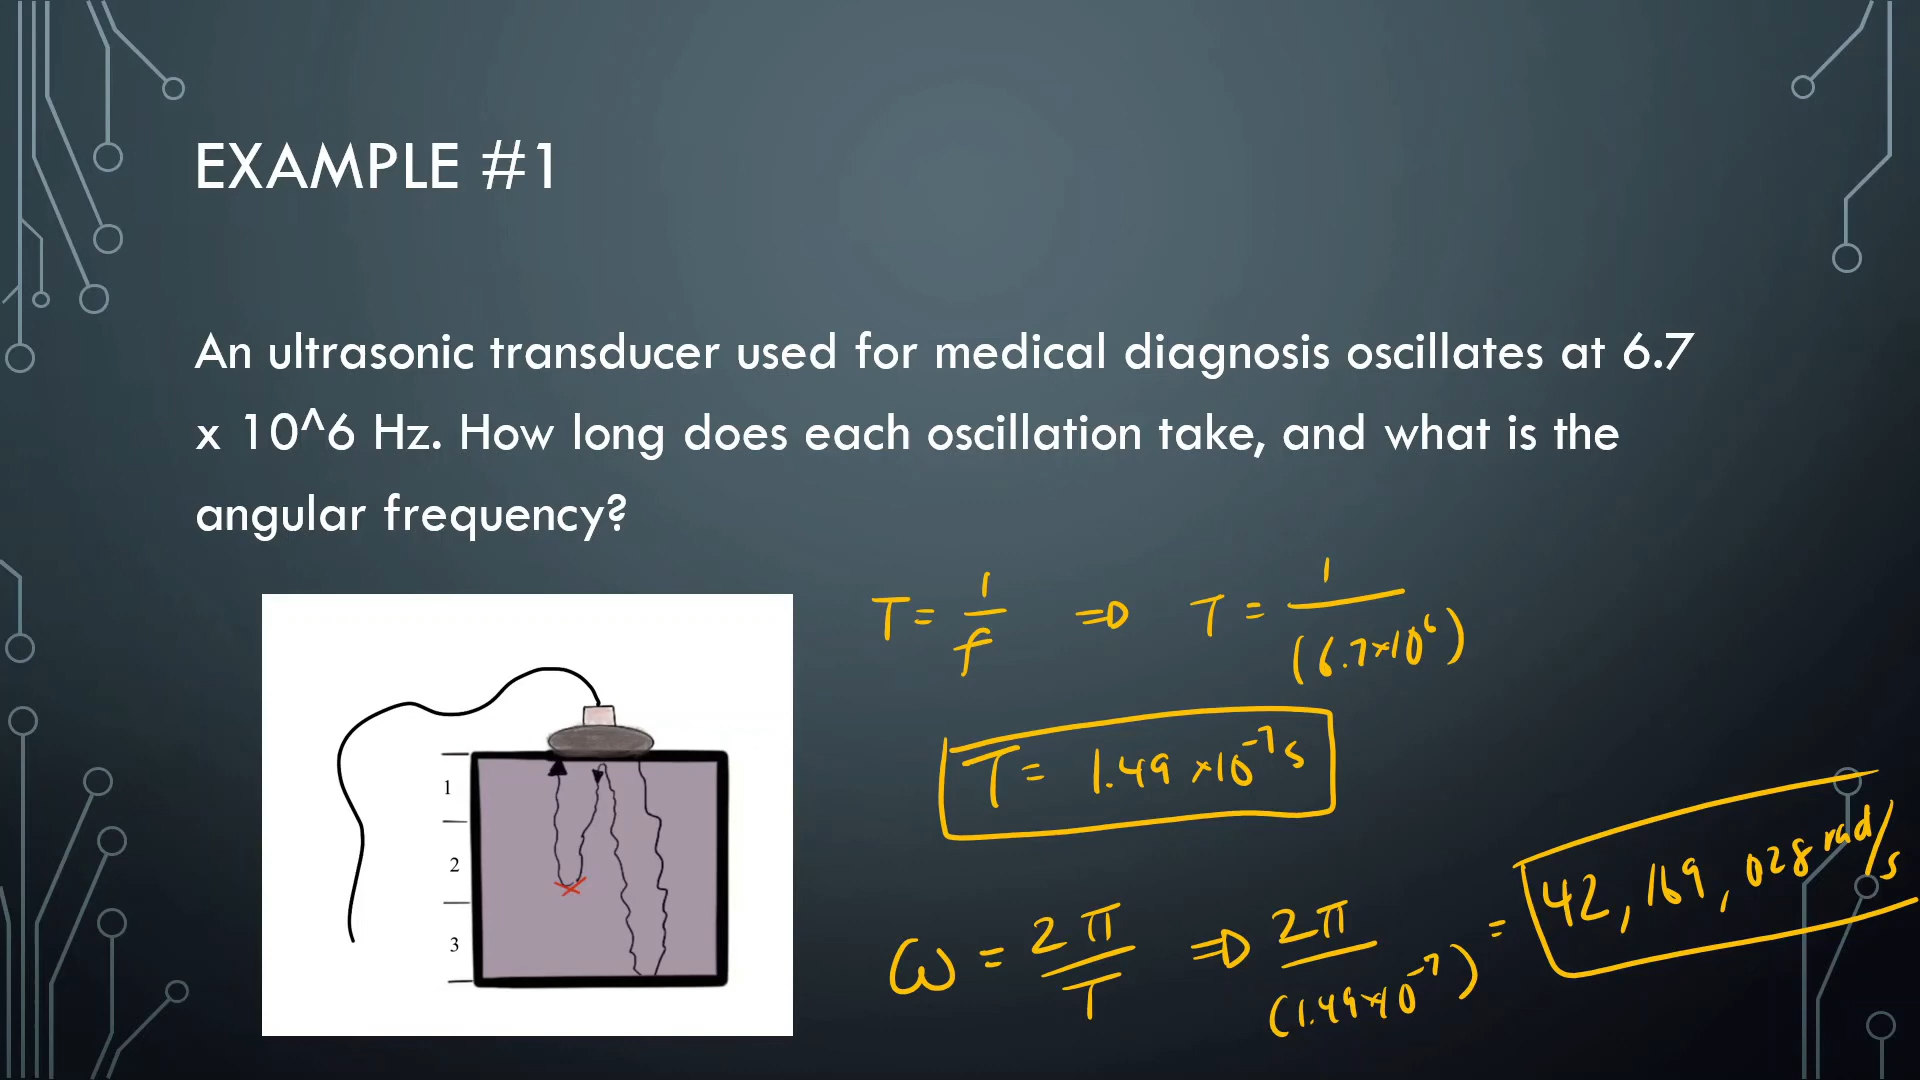 EXAMPLE #1
An ultrasonic transducer used for medical diagnosis oscillates at 6.7
x 10^6 Hz. How long does each oscillation take, and what is the
angular frequency?
T = 1/f ⇒ T = 1/(6.7×10⁶)
T = 1.49 ×10⁻⁷ s
ω = 2π/T ⇒ 2π/(1.49×10⁻⁷) = 42,169,028 rad/s
1
2
3